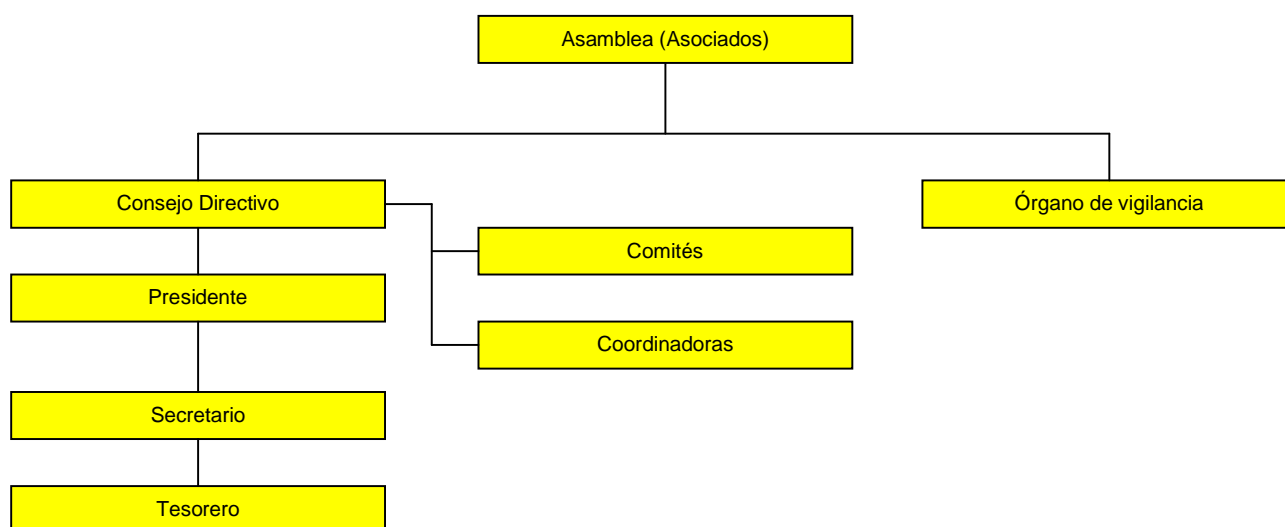 Asamblea (Asociados)
Consejo Directivo
Órgano de vigilancia
Comités
Presidente
Coordinadoras
Secretario
Tesorero